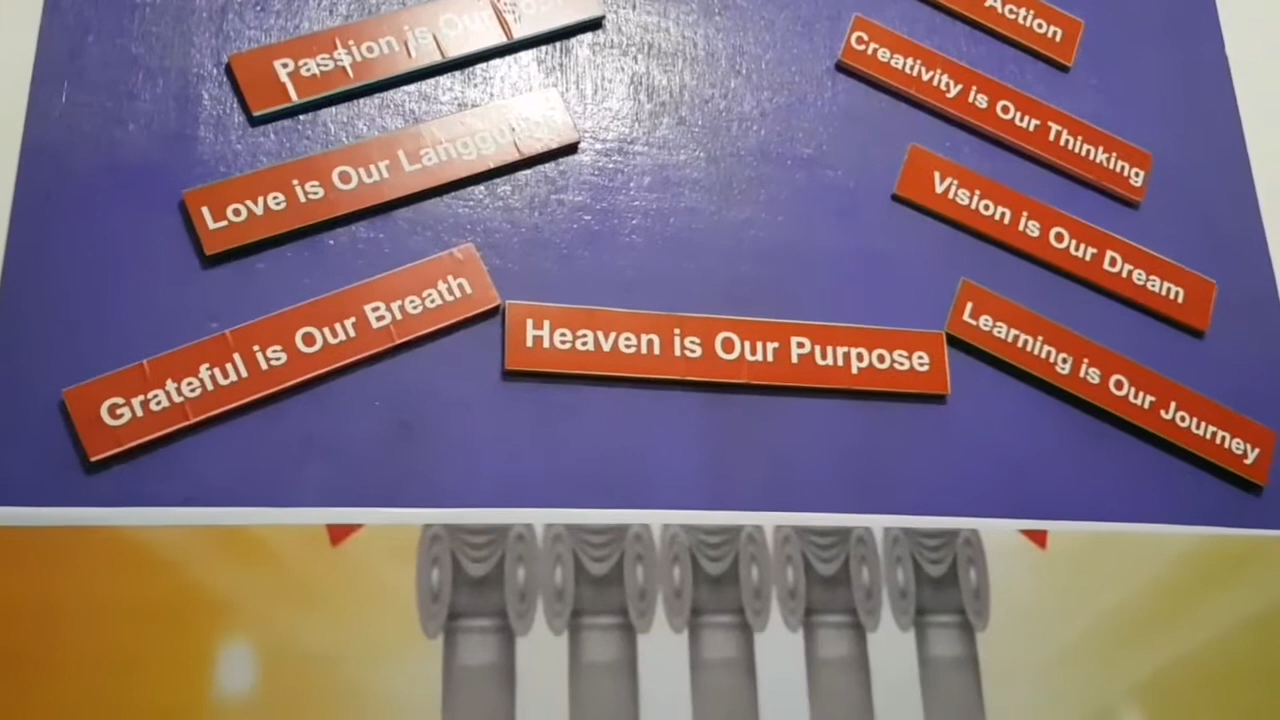 Passion is Our
Love is Our
Grateful is Our Breath
Heaven is Our Purpose
Action
Creativity is Our Thinking
Vision is Our Dream
Learning is Our Journey